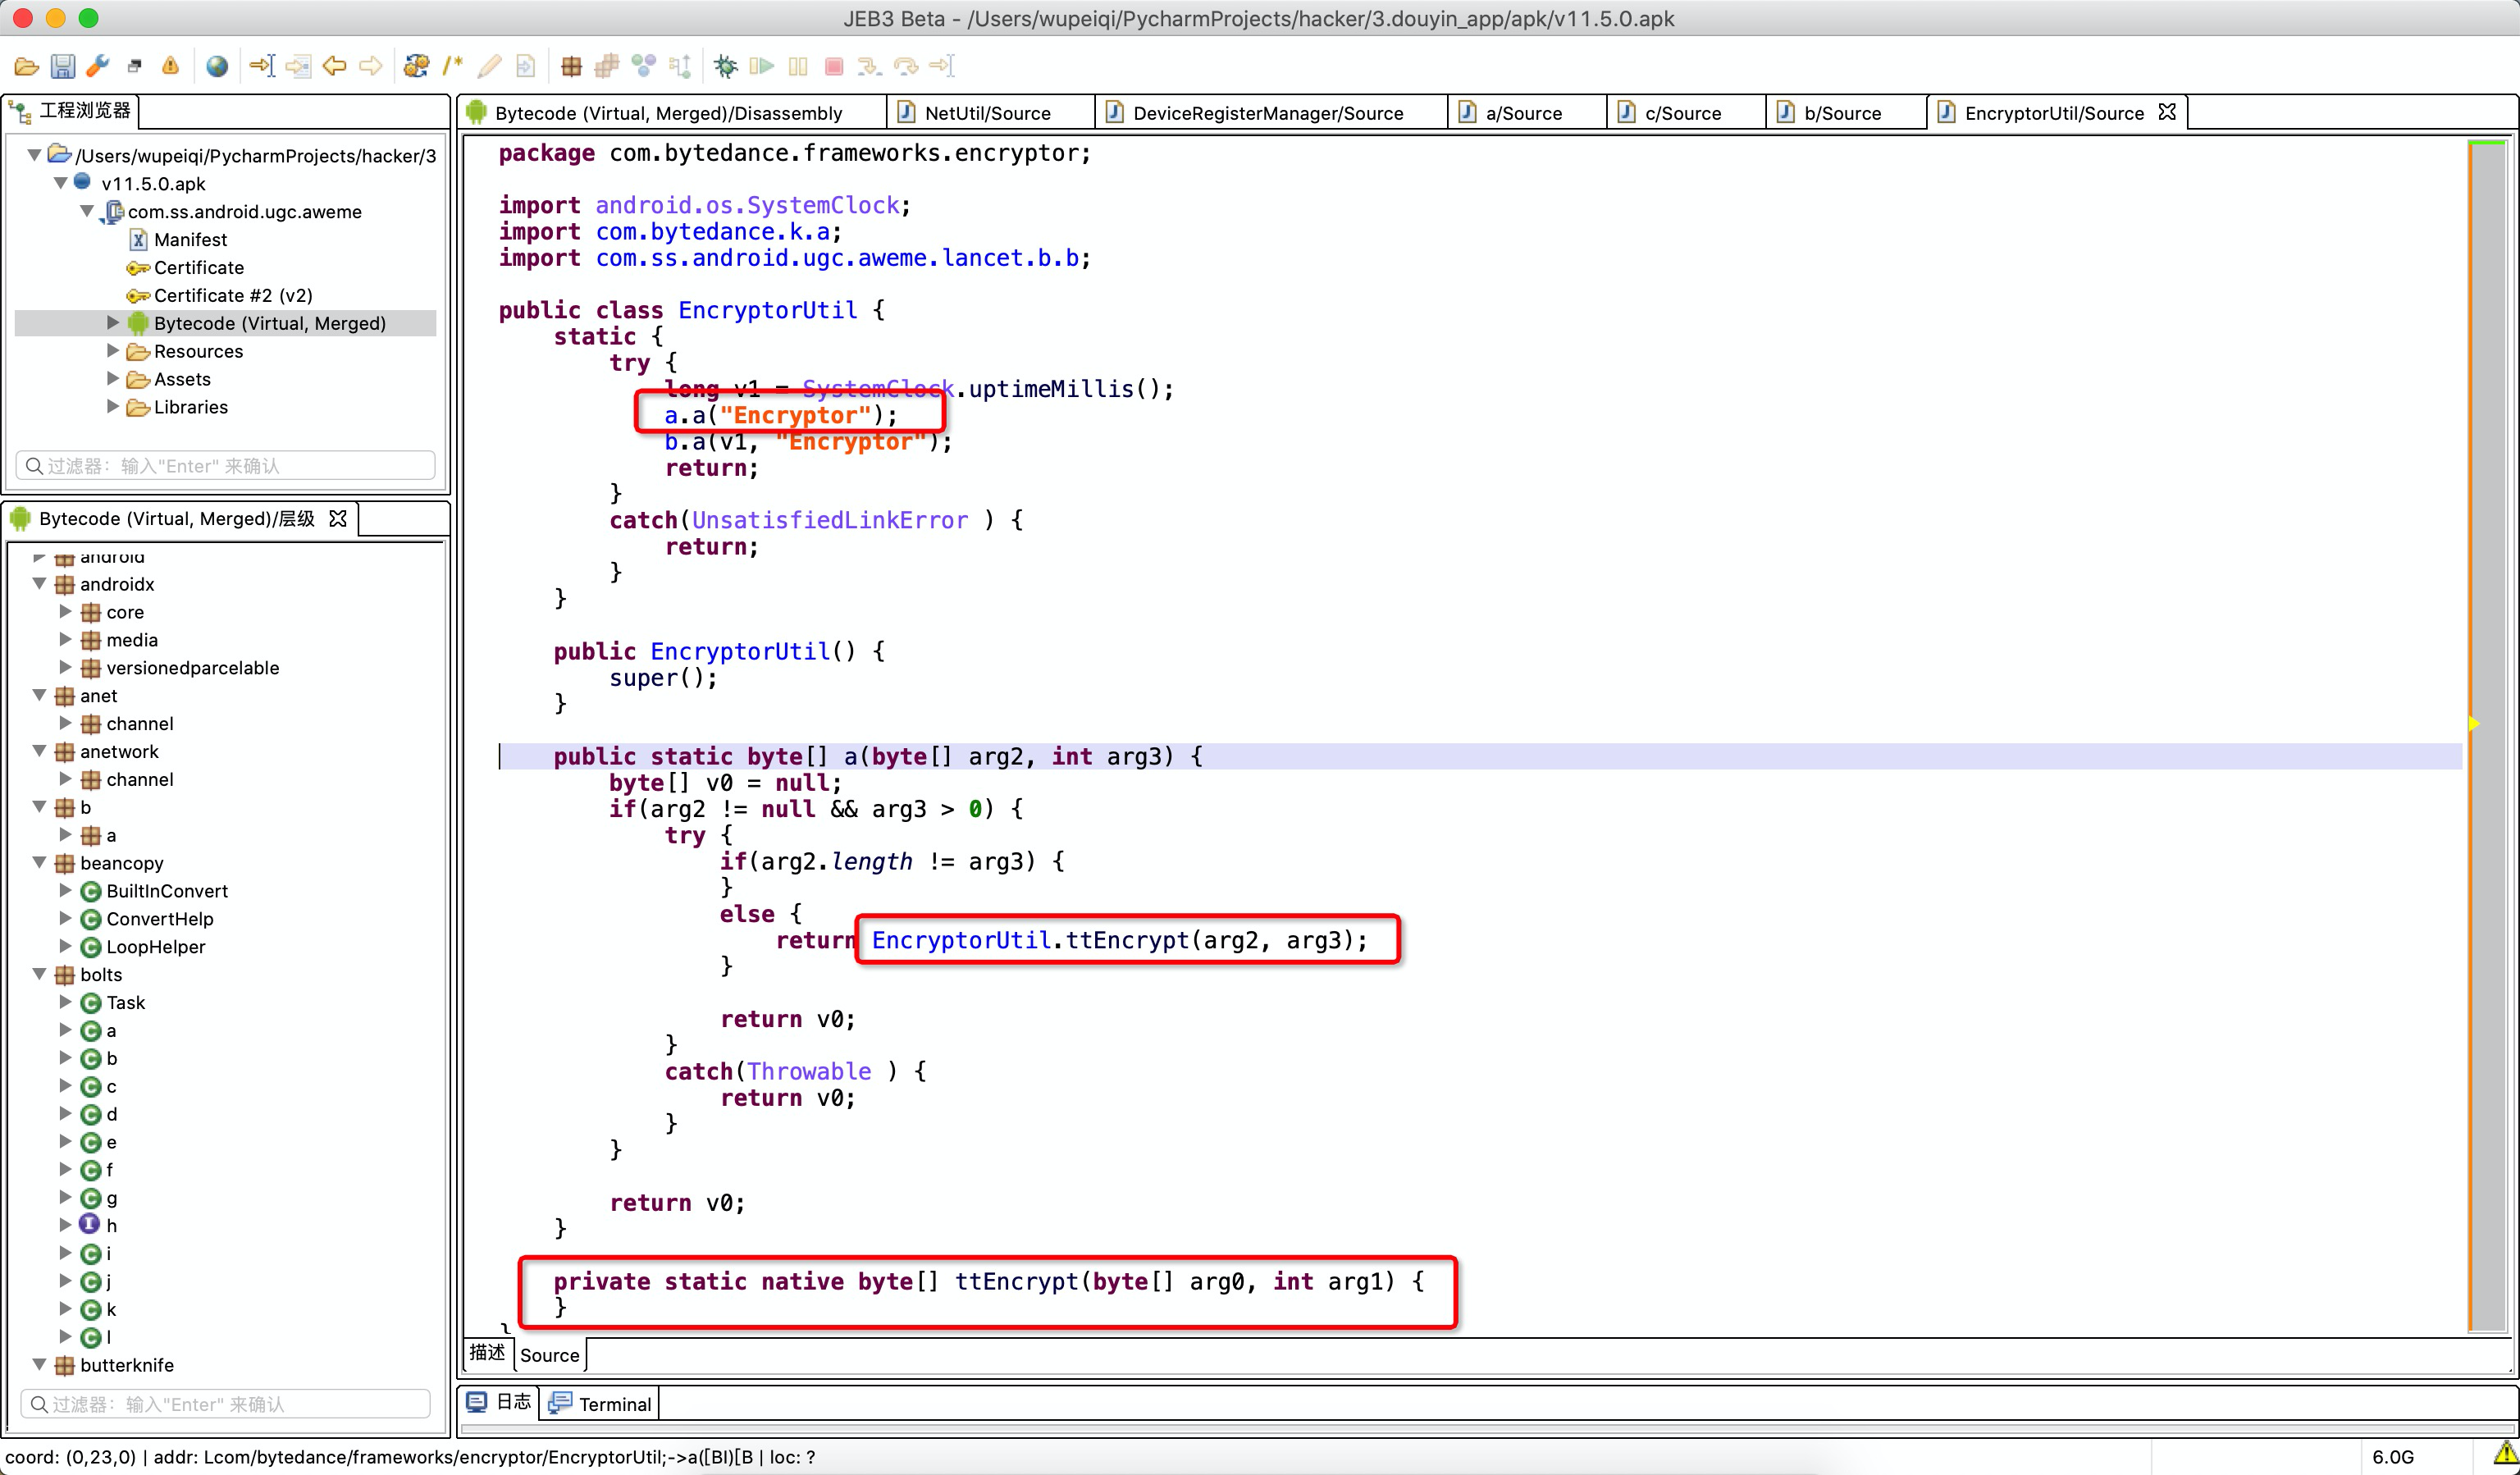 JEB3 Beta - /Users/wupeiqi/PycharmProjects/hacker/3.douyin_app/apk/v11.5.0.apk
工程浏览器
/Users/wupeiqi/PycharmProjects/hacker/3
v11.5.0.apk
com.ss.android.ugc.aweme
Manifest
Certificate
Certificate #2 (v2)
Bytecode (Virtual, Merged)
Resources
Assets
Libraries
过滤器：输入"Enter" 来确认
Bytecode (Virtual, Merged)/层级
android
androidx
core
media
versionedparcelable
anet
channel
anetwork
channel
b
a
beancopy
BuiltInConvert
ConvertHelp
LoopHelper
bolts
Task
a
b
c
d
e
f
g
h
i
j
k
l
butterknife
过滤器：输入"Enter" 来确认
Bytecode (Virtual, Merged)/Disassembly
NetUtil/Source
DeviceRegisterManager/Source
a/Source
c/Source
b/Source
EncryptorUtil/Source
package com.bytedance.frameworks.encryptor;
import android.os.SystemClock;
import com.bytedance.k.a;
import com.ss.android.ugc.aweme.lancet.b.b;
public class EncryptorUtil {
static {
try {
long v1 = SystemClock.uptimeMillis();
a.a("Encryptor");
b.a(v1, "Encryptor");
return;
}
catch(UnsatisfiedLinkError ) {
return;
}
}
public EncryptorUtil() {
super();
}
public static byte[] a(byte[] arg2, int arg3) {
byte[] v0 = null;
if(arg2 != null && arg3 > 0) {
try {
if(arg2.length != arg3) {
}
else {
return EncryptorUtil.ttEncrypt(arg2, arg3);
}
return v0;
}
catch(Throwable ) {
return v0;
}
}
return v0;
}
private static native byte[] ttEncrypt(byte[] arg0, int arg1) {
}
}
描述
Source
日志
Terminal
coord: (0,23,0) | addr: Lcom/bytedance/frameworks/encryptor/EncryptorUtil;->a([BI)[B | loc: ?
6.0G